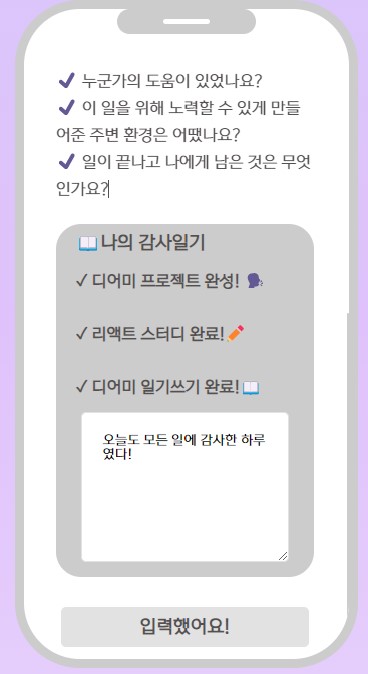 ✔ 누군가의 도움이 있었나요?
✔ 이 일을 위해 노력할 수 있게 만들
어준 주변 환경은 어땠나요?
✔ 일이 끝나고 나에게 남은 것은 무엇
인가요?
📖 나의 감사일기
✓ 디어미 프로젝트 완성! 🗣
✓ 리액트 스터디 완료!✏️
✓ 디어미 일기쓰기 완료!📖
오늘도 모든 일에 감사한 하루
였다!
입력했어요!